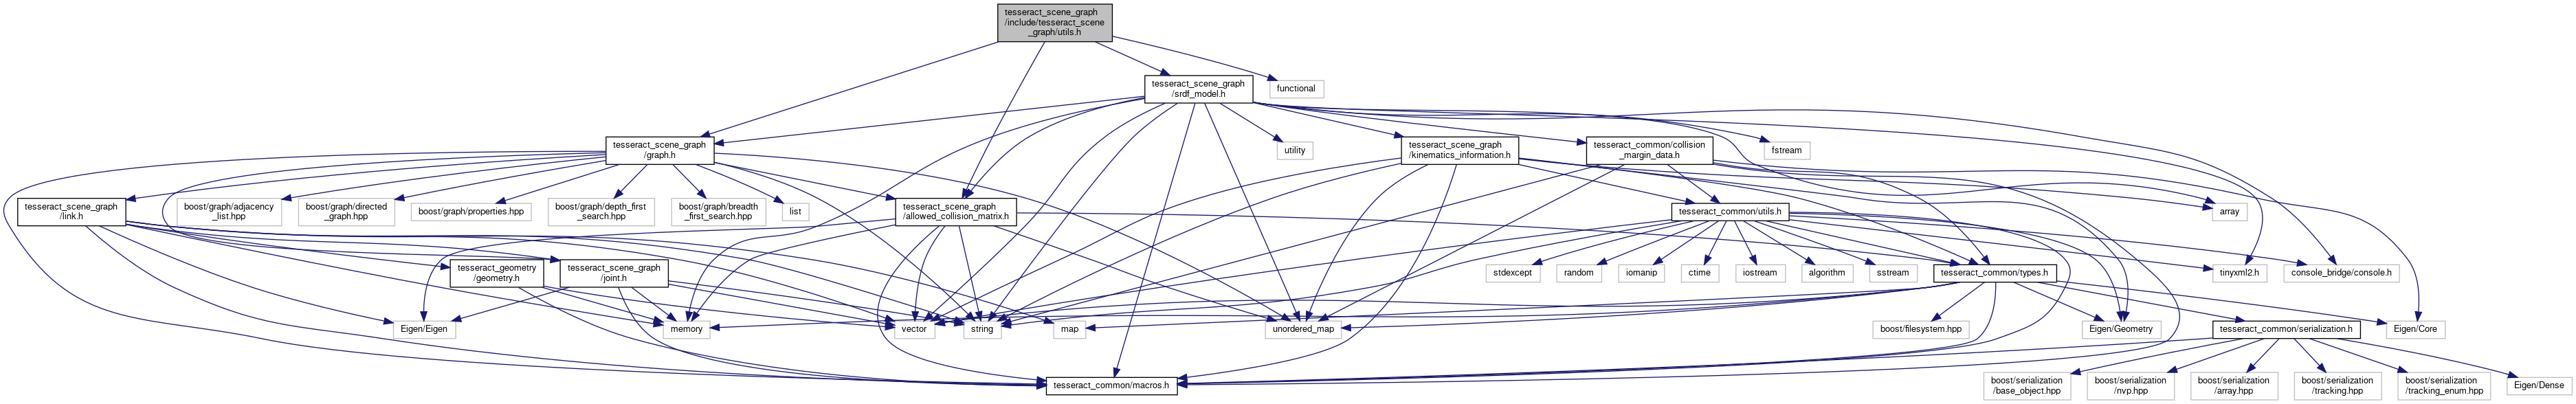 tesseract_scene_graph
/include/tesseract_scene
_graph/utils.h
tesseract_scene_graph
/srdf_model.h
functional
tesseract_scene_graph
/graph.h
utility
tesseract_scene_graph
/kinematics_information.h
tesseract_common/collision
_margin_data.h
fstream
tesseract_scene_graph
/link.h
boost/graph/adjacency
_list.hpp
boost/graph/directed
_graph.hpp
boost/graph/properties.hpp
boost/graph/depth_first
_search.hpp
boost/graph/breadth
_first_search.hpp
list
tesseract_scene_graph
/allowed_collision_matrix.h
tesseract_common/utils.h
array
tesseract_geometry
/geometry.h
tesseract_scene_graph
/joint.h
stdexcept
random
iomanip
ctime
iostream
algorithm
sstream
tesseract_common/types.h
tinyxml2.h
console_bridge/console.h
Eigen/Eigen
memory
vector
string
map
unordered_map
boost/filesystem.hpp
Eigen/Geometry
tesseract_common/serialization.h
Eigen/Core
tesseract_common/macros.h
boost/serialization
/base_object.hpp
boost/serialization
/nvp.hpp
boost/serialization
/array.hpp
boost/serialization
/tracking.hpp
boost/serialization
/tracking_enum.hpp
Eigen/Dense